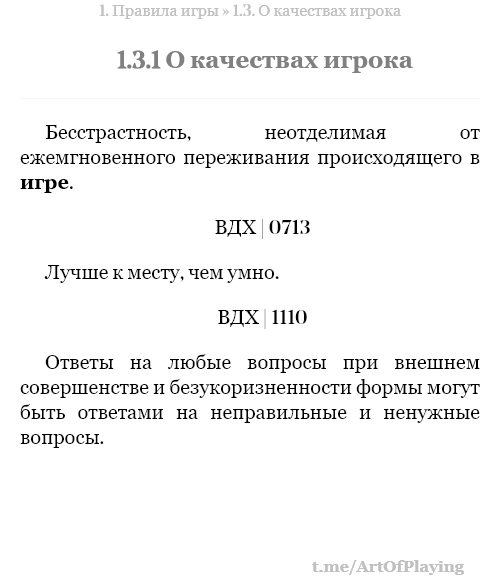 1. Правила игры » 1.3. О качествах игрока
1.3.1 О качествах игрока
Бесстрастность, неотделимая от
ежемгновенного переживания происходящего в
игре.
ВДХ | 0713
Лучше к месту, чем умно.
ВДХ | 1110
Ответы на любые вопросы при внешнем
совершенстве и безукоризненности формы могут
быть ответами на неправильные и ненужные
вопросы.
t.me/ArtOfPlaying